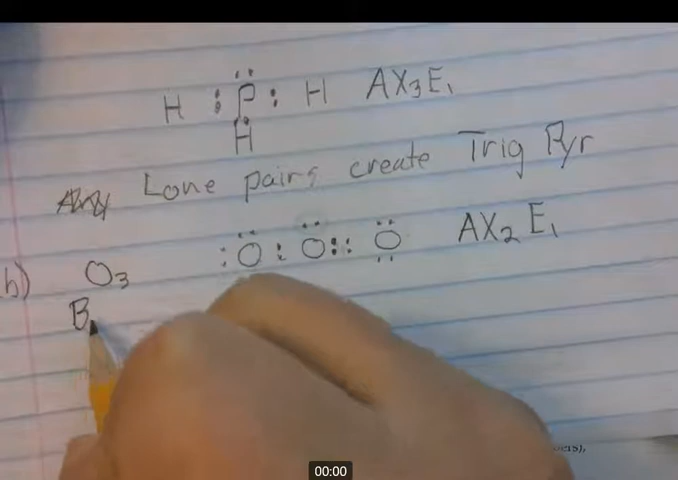 H : P : H AX₃E₁
H
Lone pairs create Trig Pyr
: O : O :: O AX₂E₁
b) O₃
B
00:00